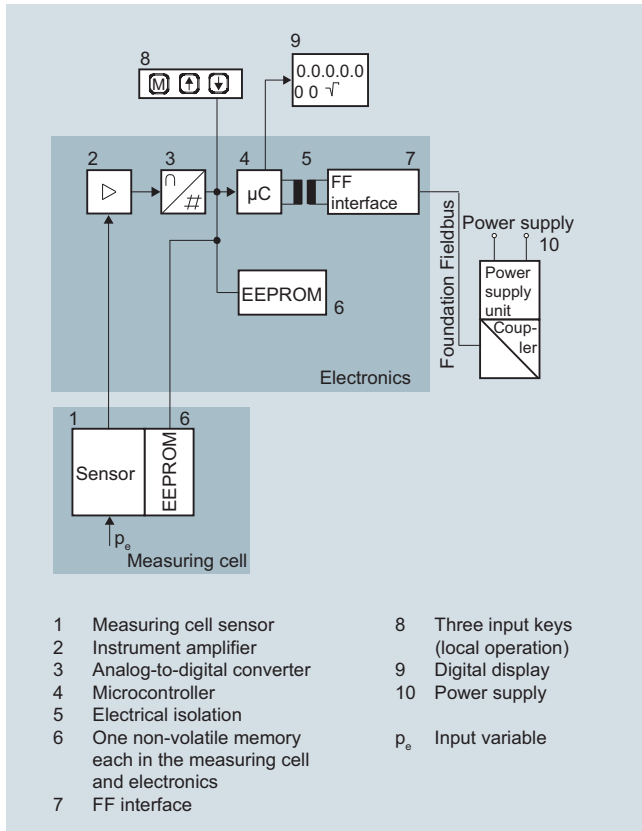 8
9
M
0.0.0.0.0
0 0 √
2
3
4
5
7
∩
#
µC
FF
interface
Power supply
10
Power
supply
unit
Coup-
ler
Foundation Fieldbus
EEPROM
6
Electronics
1
6
Sensor
EEPROM
pₑ
Measuring cell
1 Measuring cell sensor
2 Instrument amplifier
3 Analog-to-digital converter
4 Microcontroller
5 Electrical isolation
6 One non-volatile memory
each in the measuring cell
and electronics
7 FF interface
8 Three input keys
(local operation)
9 Digital display
10 Power supply
pₑ Input variable